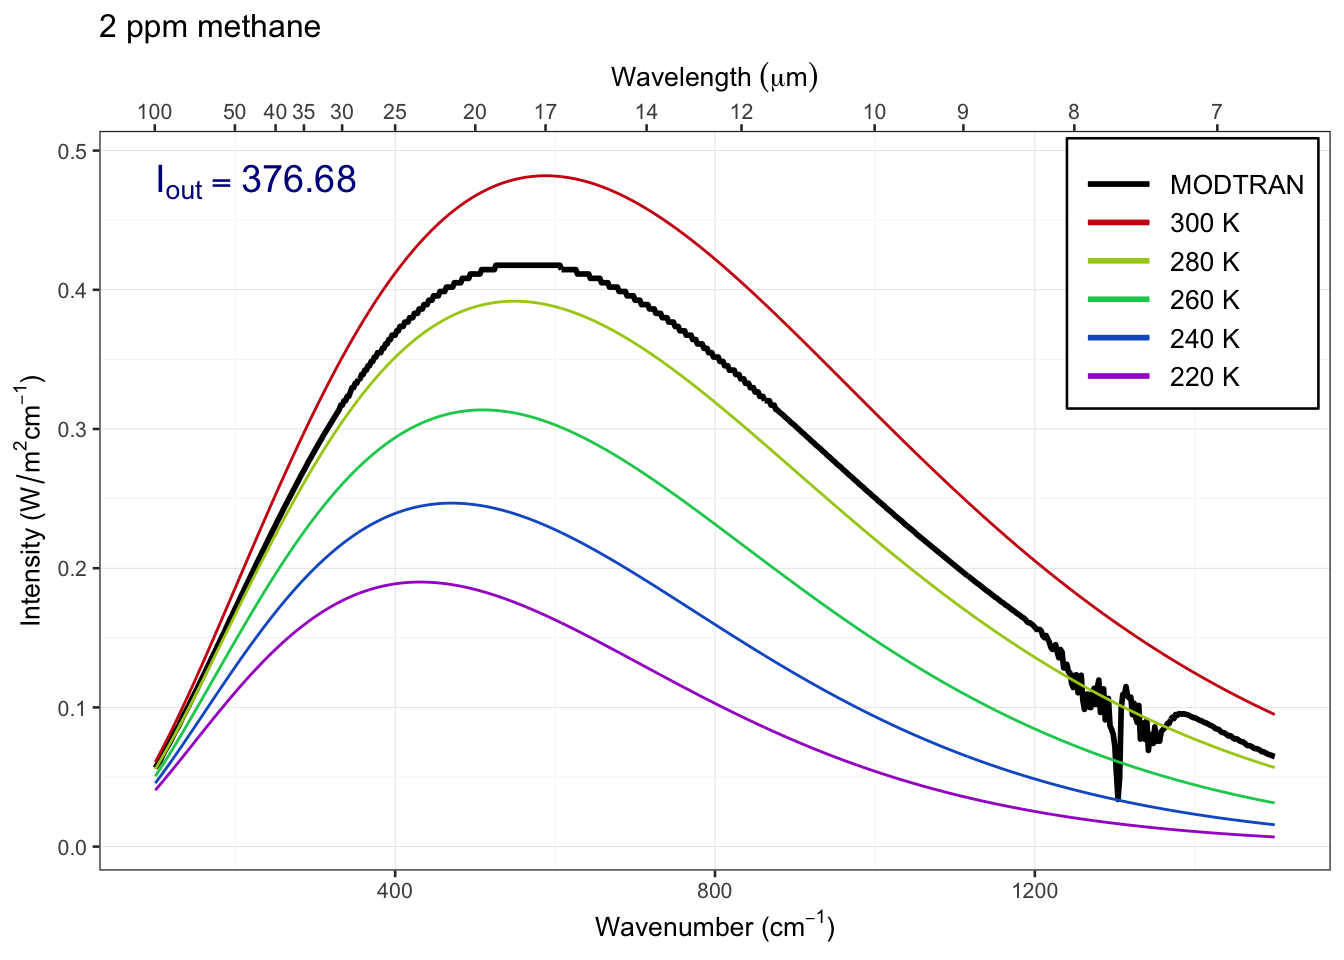 2 ppm methane
Wavelength (μm)
100 50 40 35 30 25 20 17 14 12 10 9 8 7
0.5
0.4
0.3
0.2
0.1
0.0
Intensity (W/m²cm⁻¹)
I_out = 376.68
MODTRAN
300 K
280 K
260 K
240 K
220 K
400 800 1200
Wavenumber (cm⁻¹)